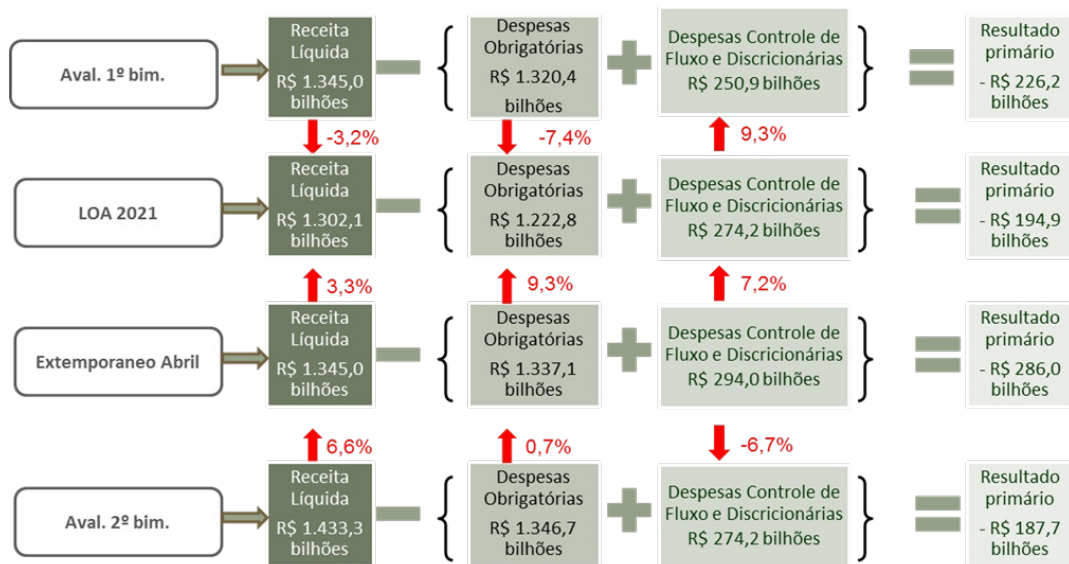 Aval. 1º bim.
Receita
Líquida
R$ 1.345,0
bilhões
Despesas
Obrigatórias
R$ 1.320,4
bilhões
Despesas Controle de
Fluxo e Discricionárias
R$ 250,9 bilhões
Resultado
primário
- R$ 226,2
bilhões
-3,2%
-7,4%
9,3%
LOA 2021
Receita
Líquida
R$ 1.302,1
bilhões
Despesas
Obrigatórias
R$ 1.222,8
bilhões
Despesas Controle de
Fluxo e Discricionárias
R$ 274,2 bilhões
Resultado
primário
- R$ 194,9
bilhões
3,3%
9,3%
7,2%
Extemporaneo Abril
Receita
Líquida
R$ 1.345,0
bilhões
Despesas
Obrigatórias
R$ 1.337,1
bilhões
Despesas Controle de
Fluxo e Discricionárias
R$ 294,0 bilhões
Resultado
primário
- R$ 286,0
bilhões
6,6%
0,7%
-6,7%
Aval. 2º bim.
Receita
Líquida
R$ 1.433,3
bilhões
Despesas
Obrigatórias
R$ 1.346,7
bilhões
Despesas Controle de
Fluxo e Discricionárias
R$ 274,2 bilhões
Resultado
primário
- R$ 187,7
bilhões